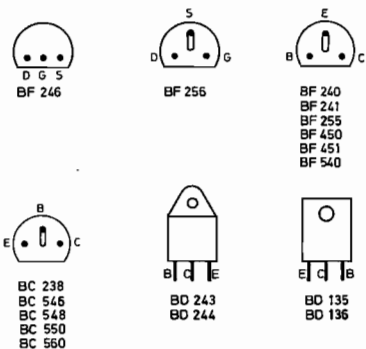 D G S
BF 246
S
D G
BF 256
E
B C
BF 240
BF 241
BF 255
BF 450
BF 451
BF 540
B
E C
BC 238
BC 546
BC 548
BC 550
BC 560
B C E
BD 243
BD 244
E C B
BD 135
BD 136